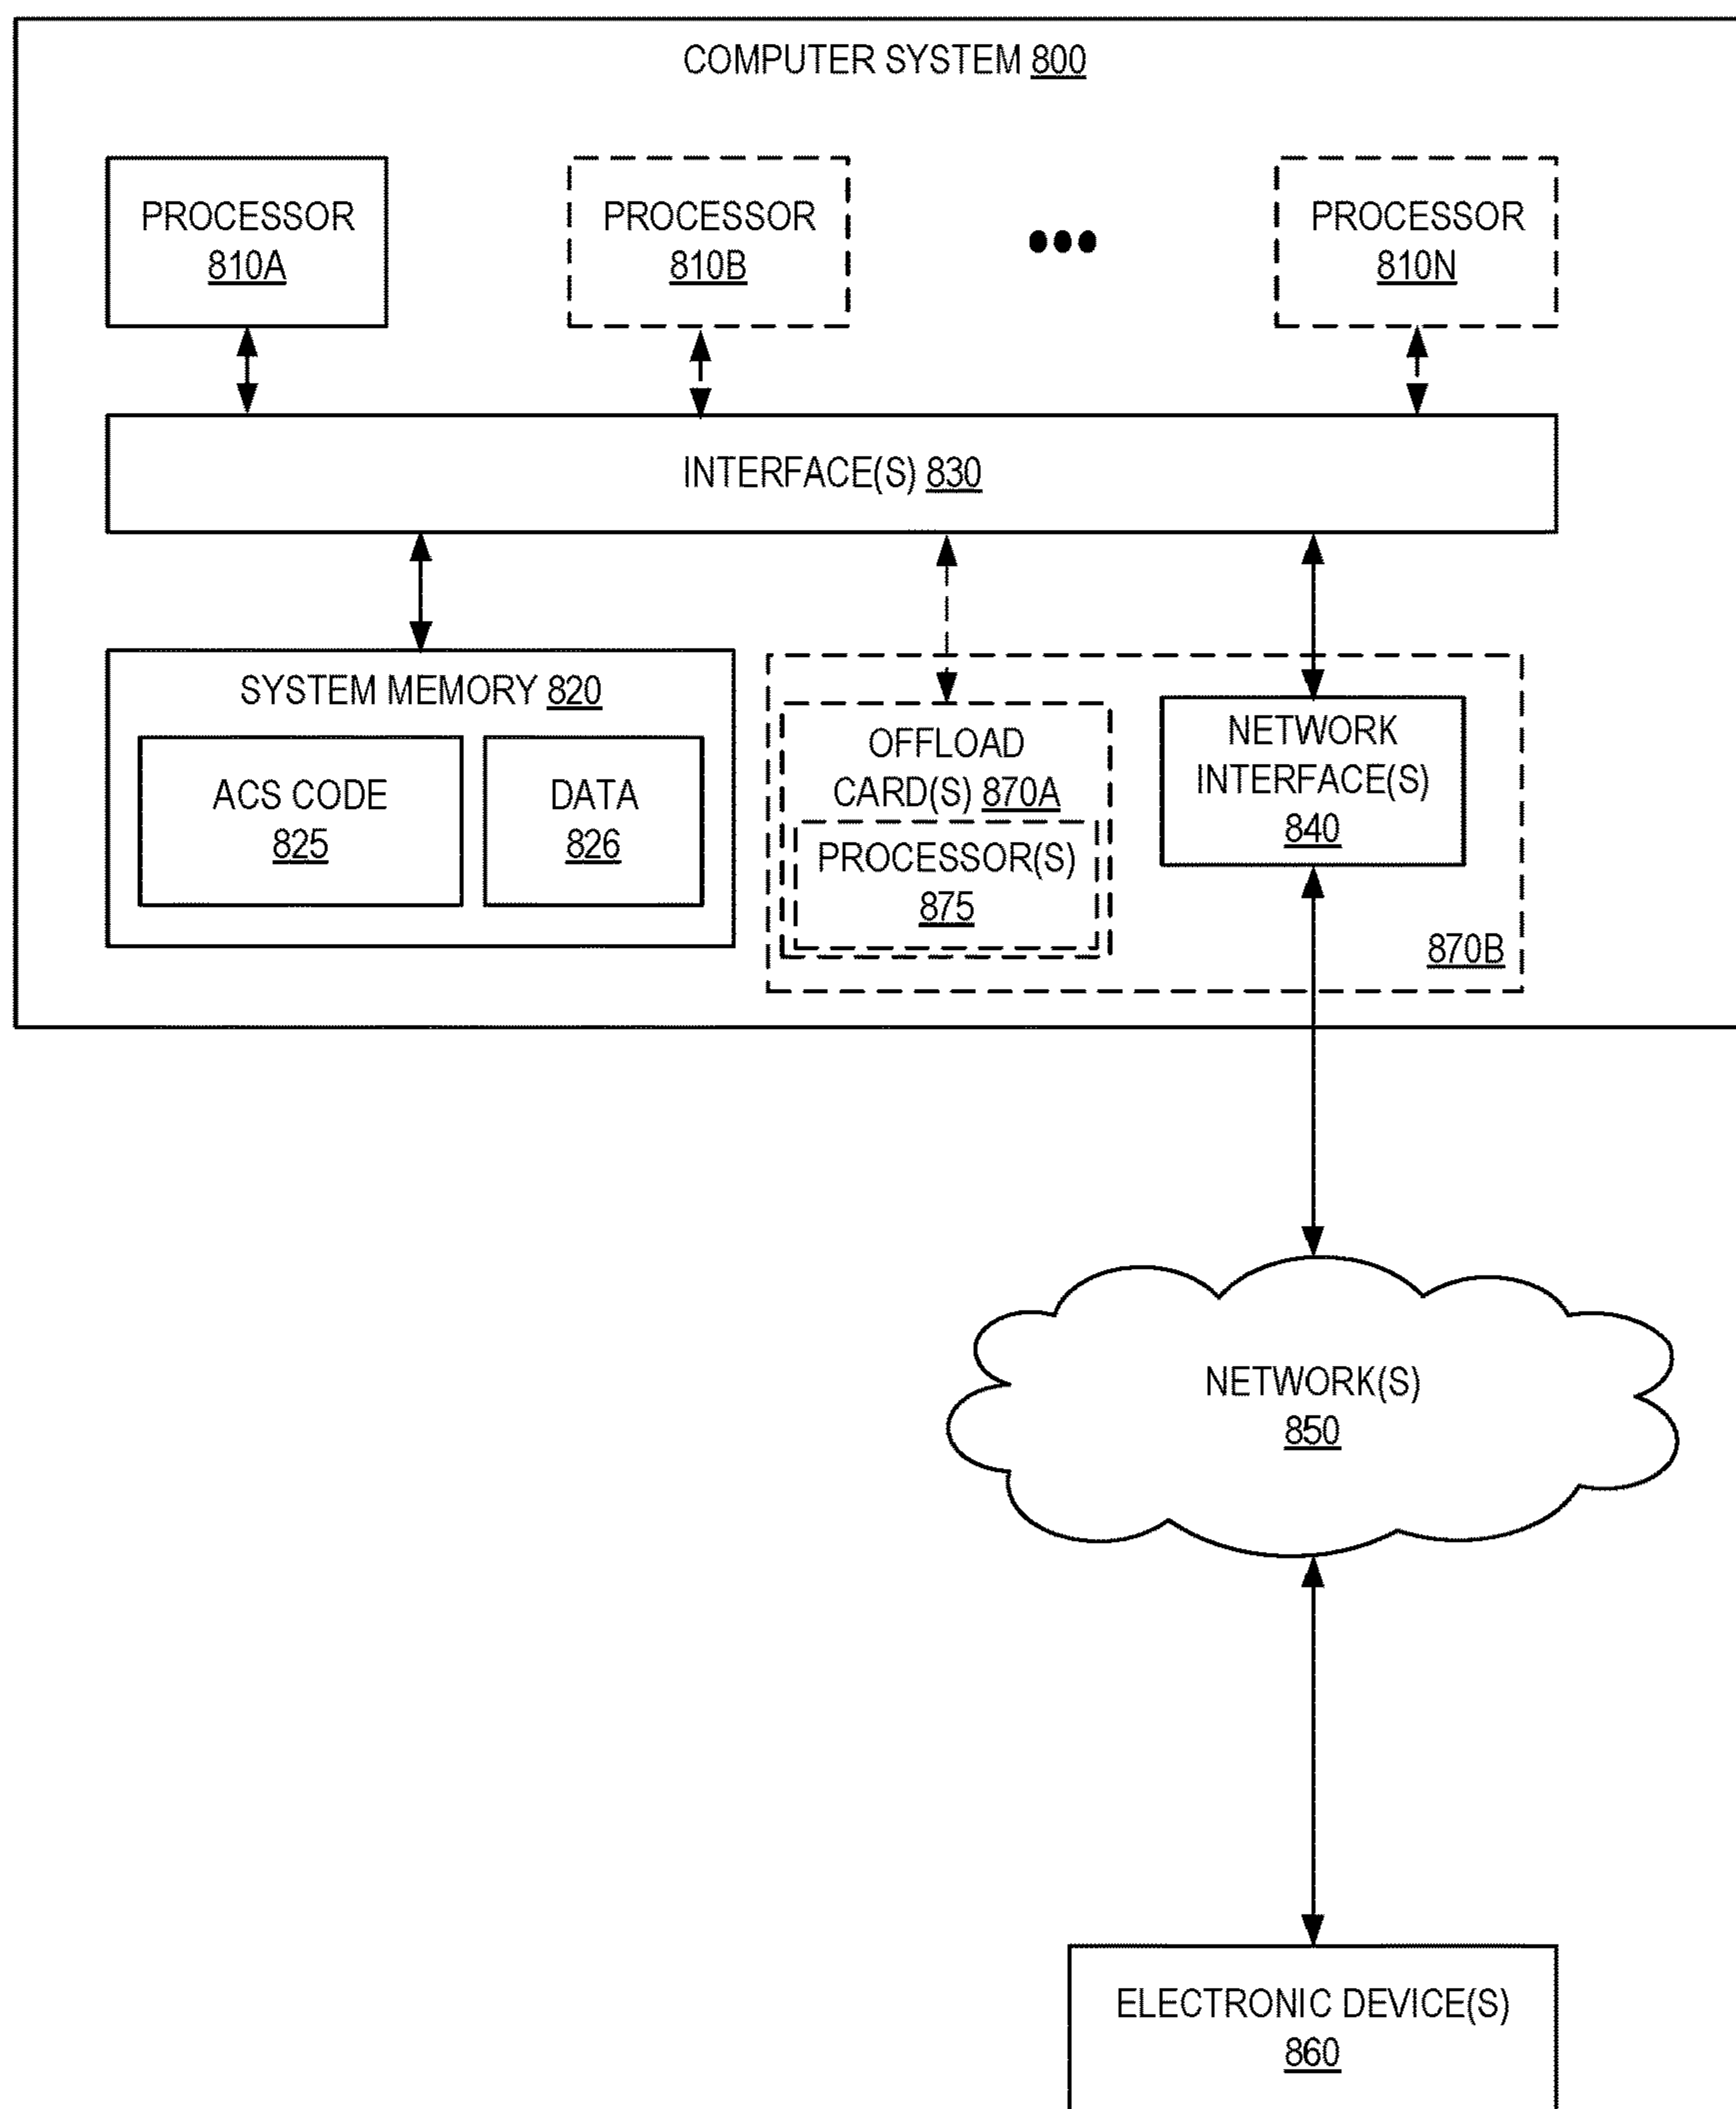 COMPUTER SYSTEM 800
PROCESSOR
810A
PROCESSOR
810B
PROCESSOR
810N
INTERFACE(S) 830
SYSTEM MEMORY 820
ACS CODE
825
DATA
826
OFFLOAD
CARD(S) 870A
PROCESSOR(S)
875
NETWORK
INTERFACE(S)
840
870B
NETWORK(S)
850
ELECTRONIC DEVICE(S)
860